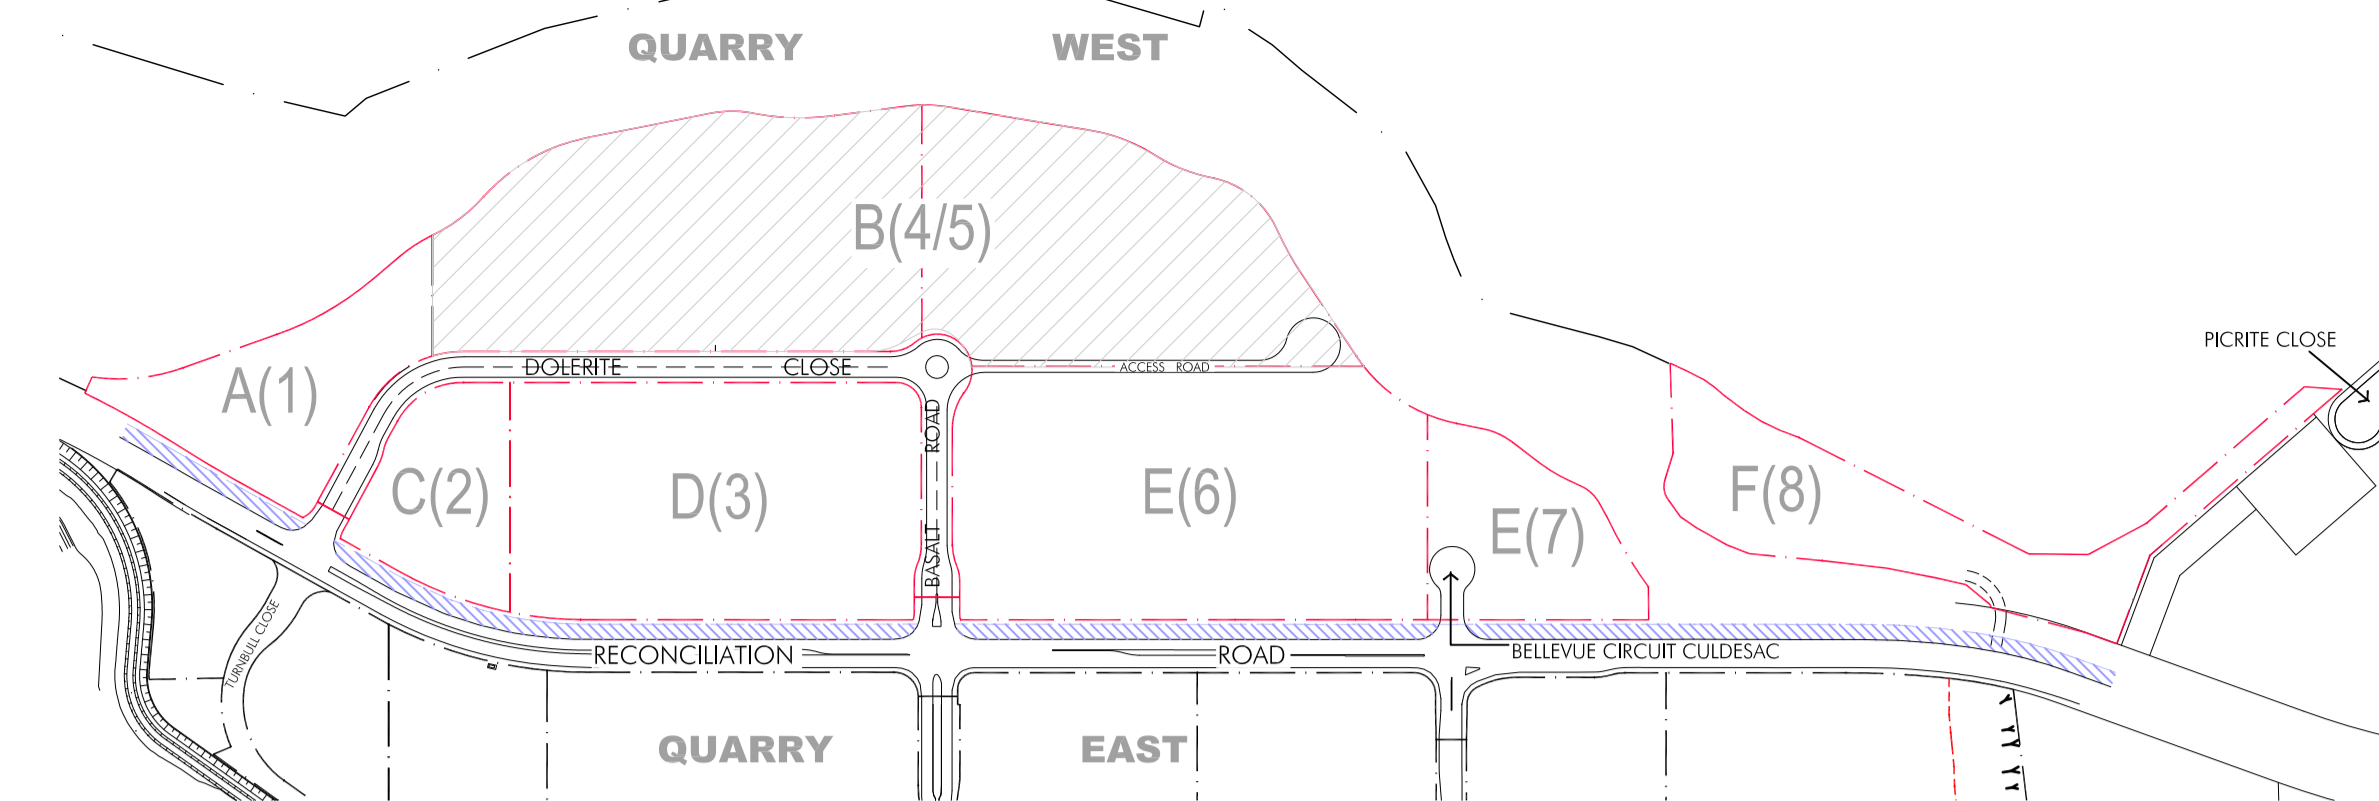 QUARRY WEST
B(4/5)
PICRITE CLOSE
DOLERITE CLOSE
ACCESS ROAD
A(1)
BASALT ROAD
C(2)
D(3)
E(6)
E(7)
F(8)
TURNBULL CLOSE
RECONCILIATION ROAD
BELLEVUE CIRCUIT CULDESAC
QUARRY EAST